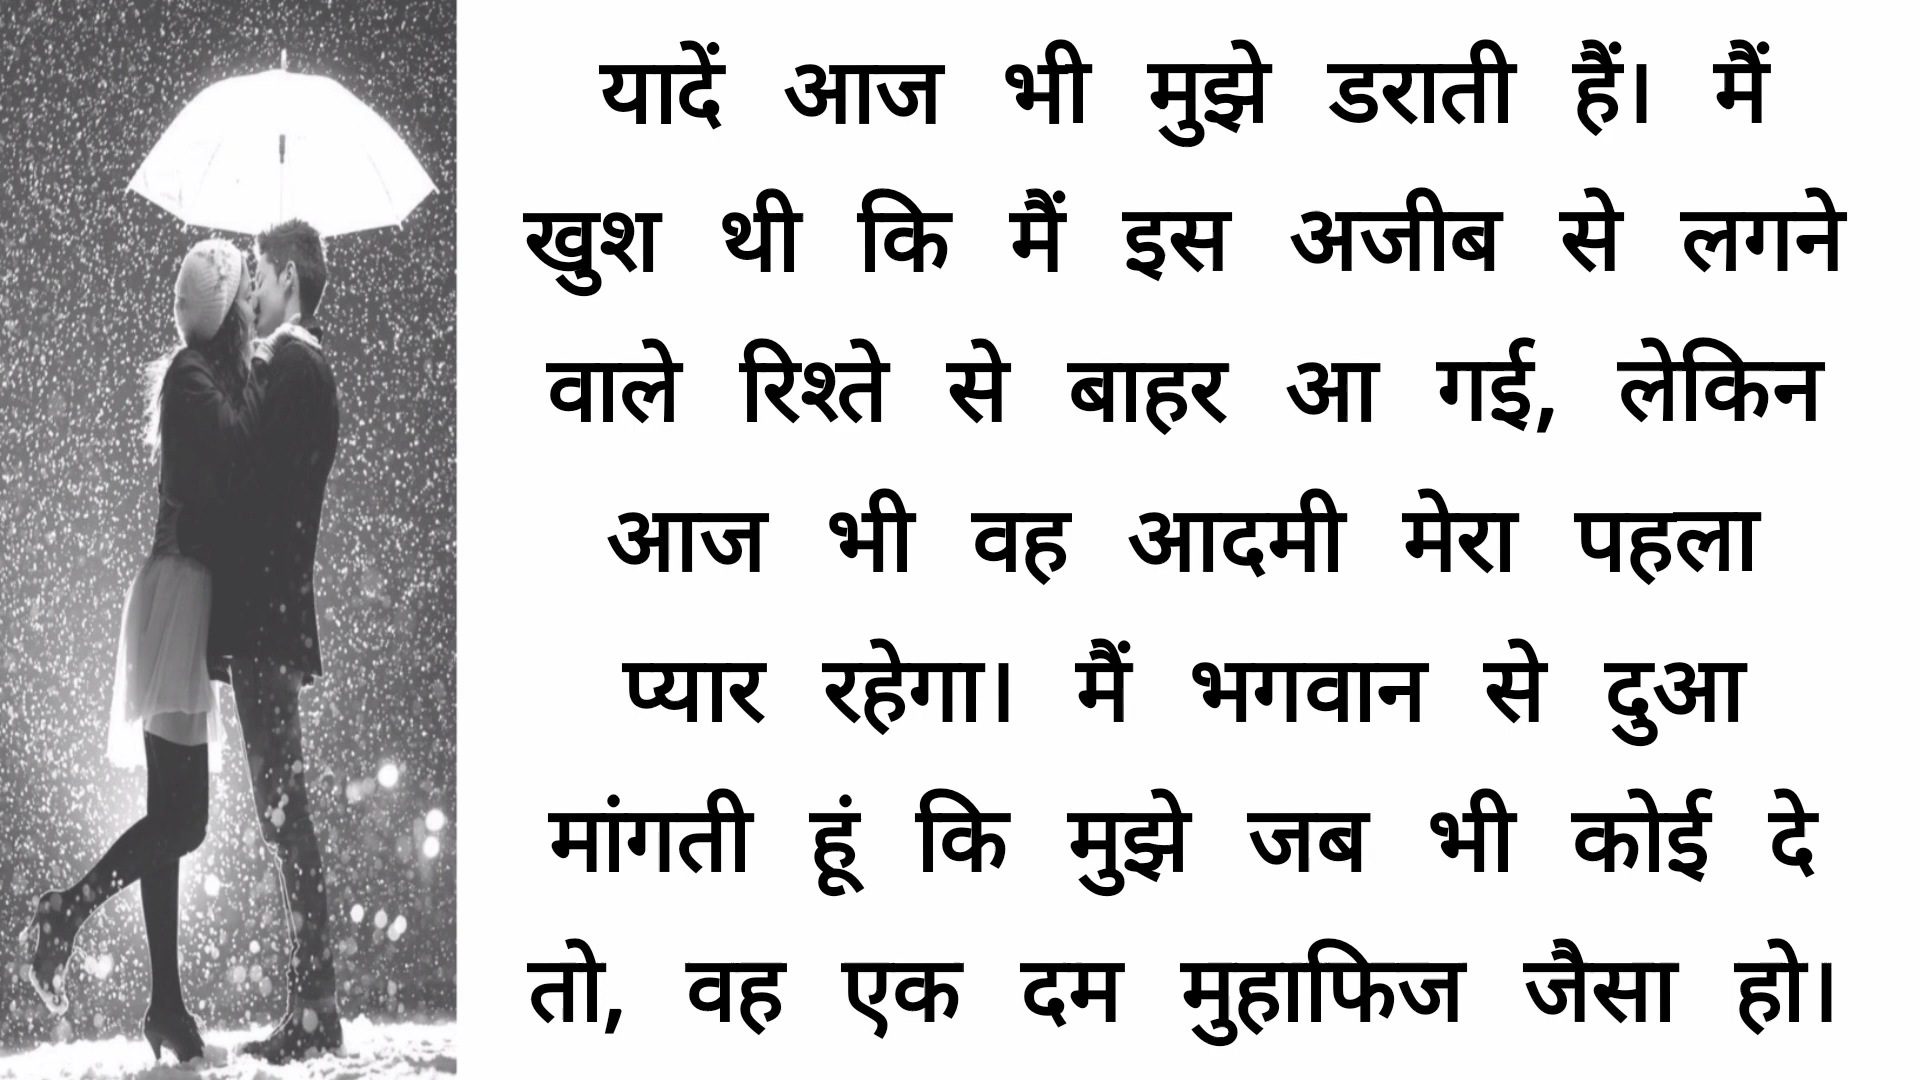 यादें आज भी मुझे डराती हैं। मैं
खुश थी कि मैं इस अजीब से लगने
वाले रिश्ते से बाहर आ गई, लेकिन
आज भी वह आदमी मेरा पहला
प्यार रहेगा। मैं भगवान से दुआ
मांगती हूं कि मुझे जब भी कोई दे
तो, वह एक दम मुहाफिज जैसा हो।